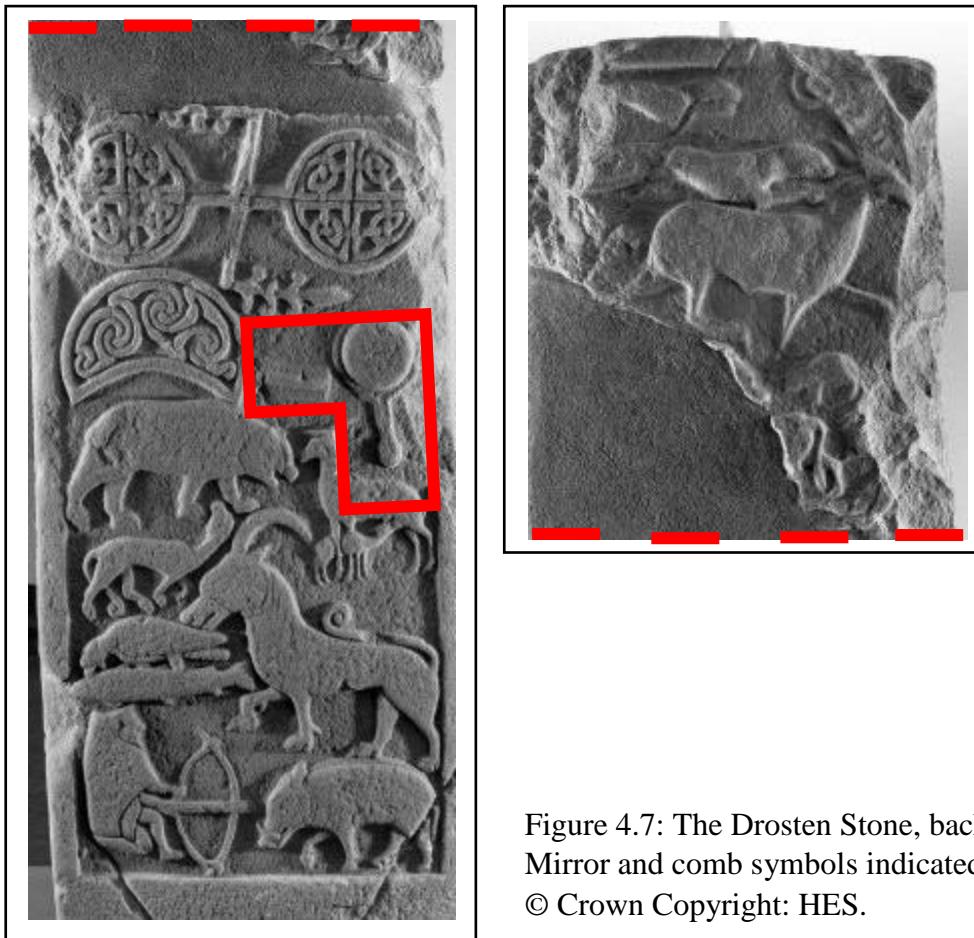 Figure 4.7: The Drosten Stone,
Mirror and comb symbols indicated
© Crown Copyright: HES.